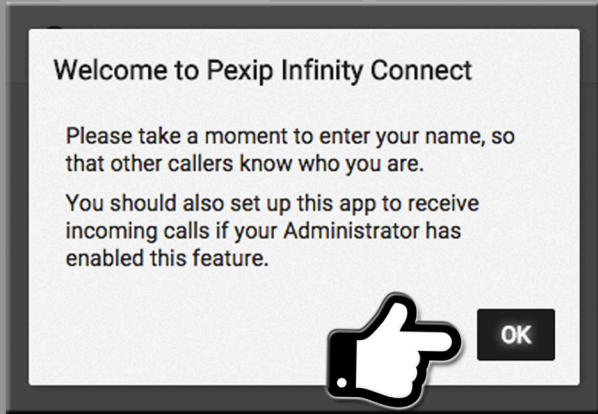 Welcome to Pexip Infinity Connect
Please take a moment to enter your name, so
that other callers know who you are.
You should also set up this app to receive
incoming calls if your Administrator has
enabled this feature.
OK